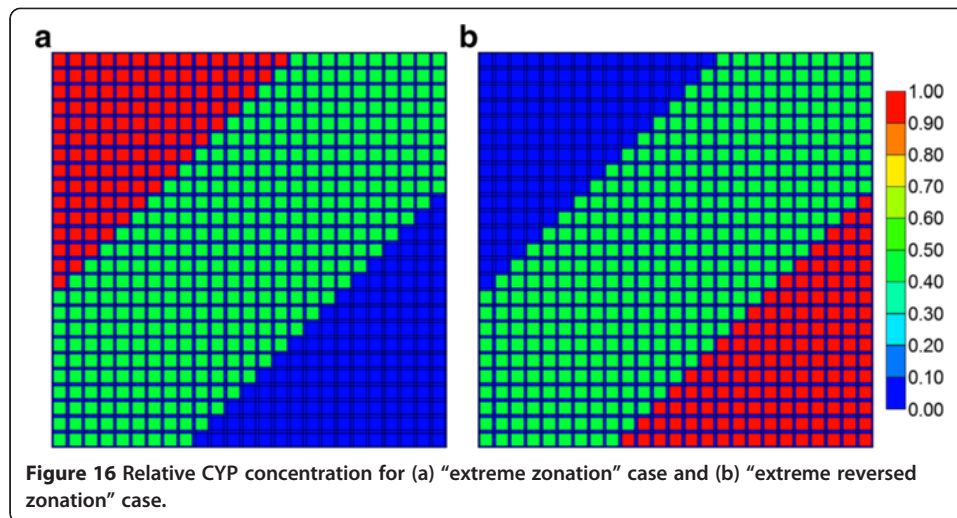 a
b
1.00
0.90
0.80
0.70
0.60
0.50
0.40
0.30
0.20
0.10
0.00
Figure 16 Relative CYP concentration for (a) “extreme zonation” case and (b) “extreme reversed
zonation” case.